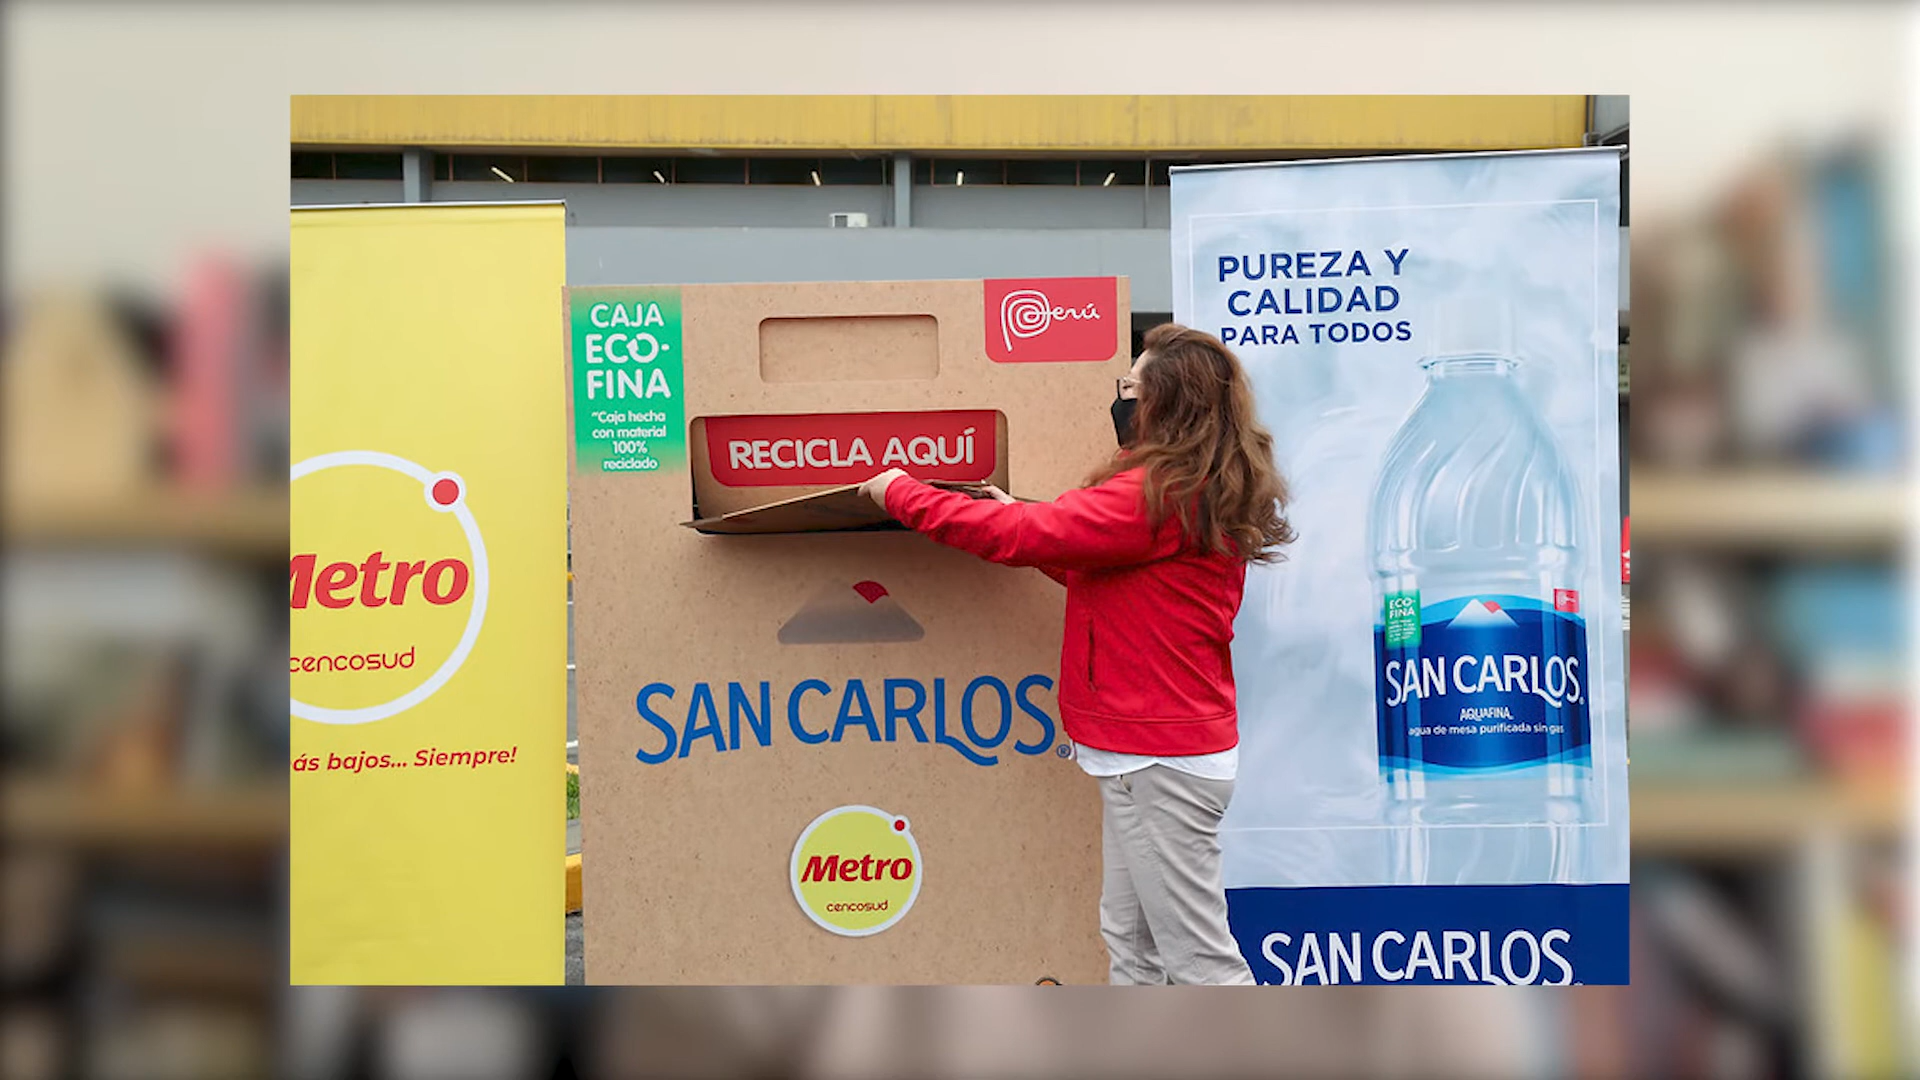 Metro
cencosud
ás bajos... Siempre!
CAJA
ECO-
FINA
"Caja hecha
con material
100%
reciclado
Perú
RECICLA AQUÍ
SAN CARLOS®
Metro
cencosud
PUREZA Y
CALIDAD
PARA TODOS
ECO-
FINA
SAN CARLOS®
AQUAFINA
agua de mesa purificada sin gas
SAN CARLOS